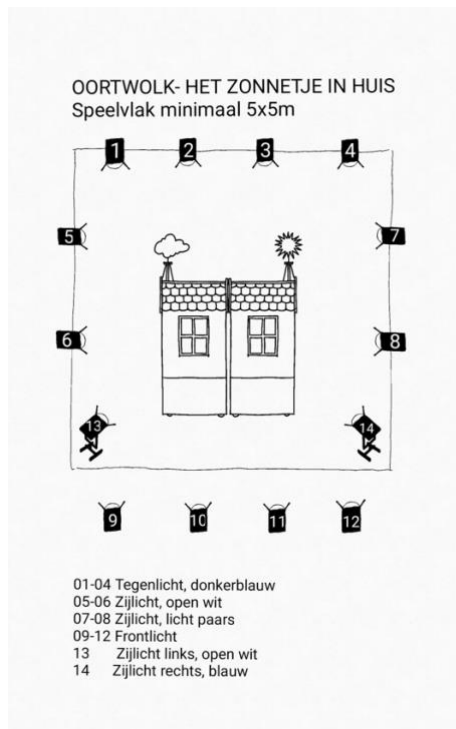 OORTWOLK- HET ZONNETJE IN HUIS
Speelvlak minimaal 5x5m
1 2 3 4
5 7
6 8
13 14
9 10 11 12
01-04 Tegenlicht, donkerblauw
05-06 Zijlicht, open wit
07-08 Zijlicht, licht paars
09-12 Frontlicht
13 Zijlicht links, open wit
14 Zijlicht rechts, blauw